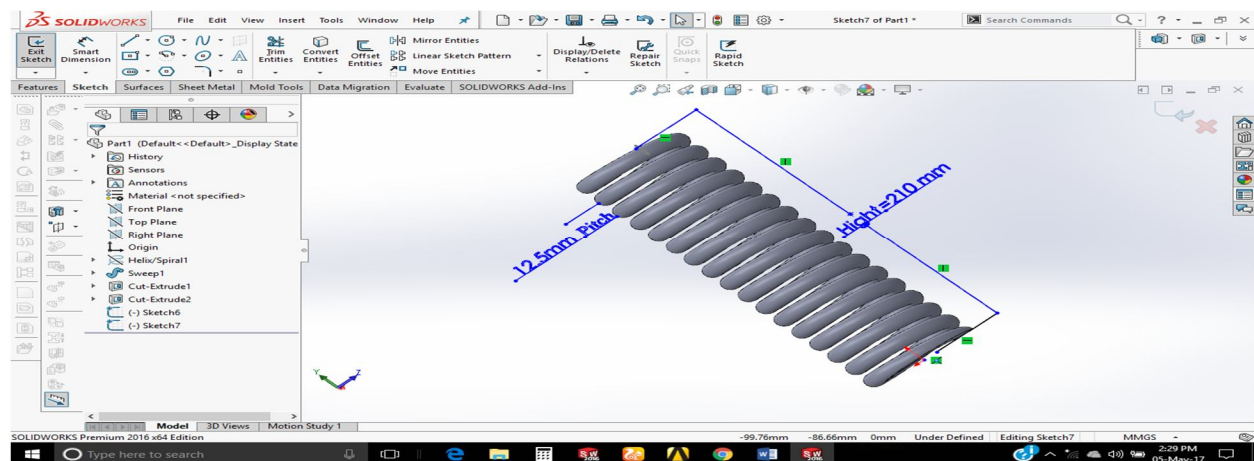 SOLIDWORKS File Edit View Insert Tools Window Help Sketch7 of Part1 * Search Commands
Exit Sketch
Smart Dimension
Trim Entities
Convert Entities
Offset Entities
Mirror Entities
Linear Sketch Pattern
Move Entities
Display/Delete Relations
Repair Sketch
Quick Snaps
Rapid Sketch
Features Sketch Surfaces Sheet Metal Mold Tools Data Migration Evaluate SOLIDWORKS Add-Ins
Part1 (Default<<Default>_Display State
History
Sensors
Annotations
Material <not specified>
Front Plane
Top Plane
Right Plane
Origin
Helix/Spiral1
Sweep1
Cut-Extrude1
Cut-Extrude2
(-) Sketch6
(-) Sketch7
12.5mm Pitch
Hight=210 mm
Y Z
Model 3D Views Motion Study 1
SOLIDWORKS Premium 2016 x64 Edition -99.76mm -86.66mm 0mm Under Defined Editing Sketch7 MMGS
Type here to search 2:29 PM
05-May-17